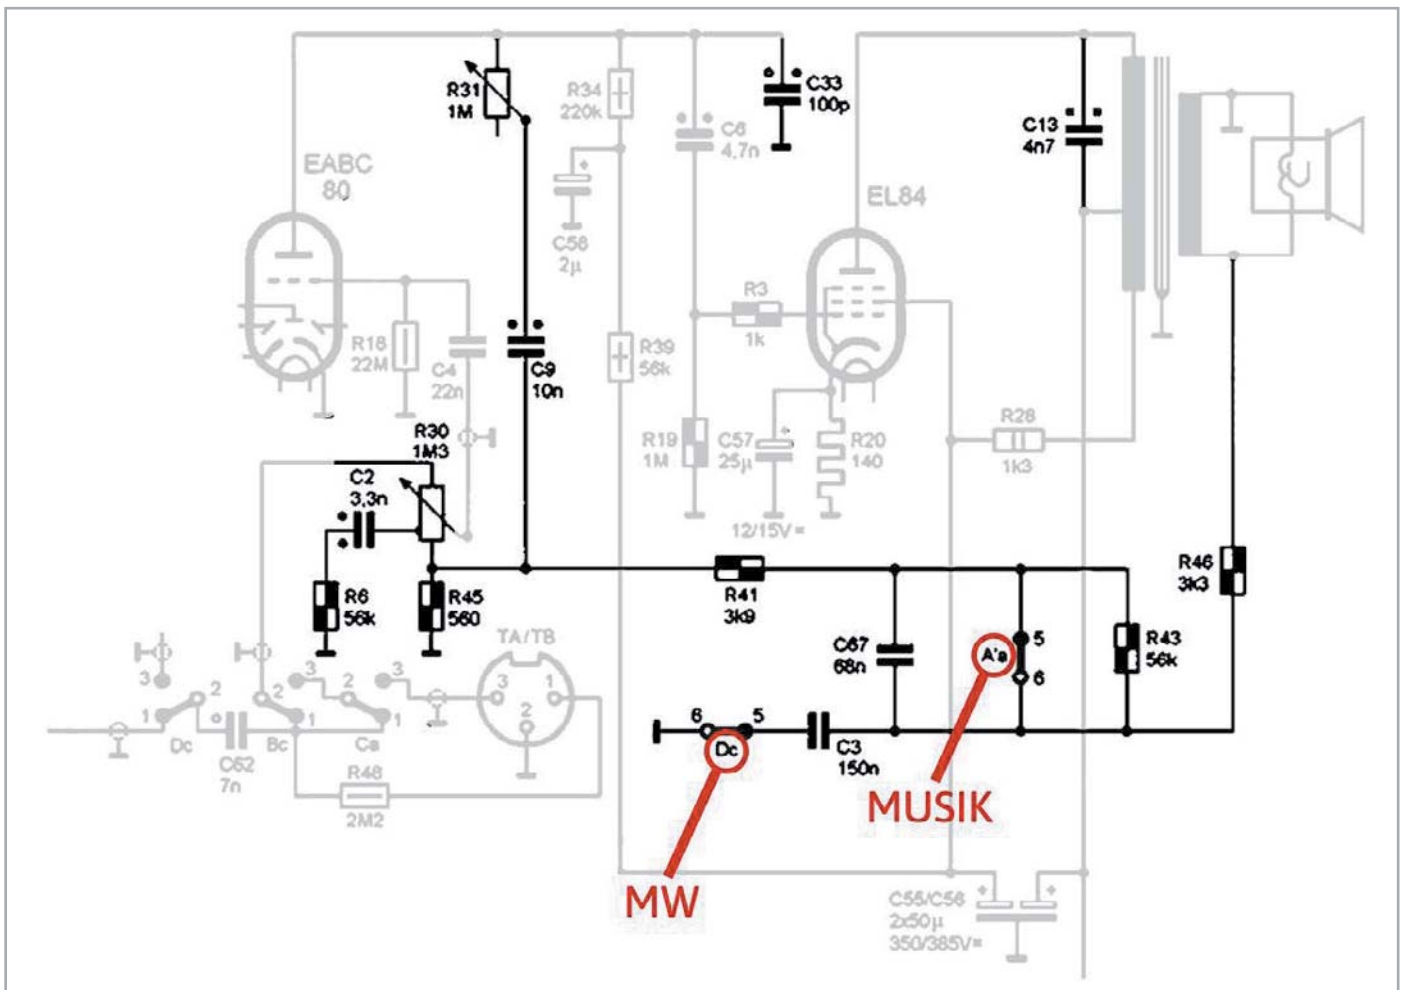 R31
1M
R34
220k
C33
100p
C6
4,7n
C13
4n7
EABC
80
EL84
C58
2µ
R3
1k
R18
22M
C4
22n
C9
10n
R39
56k
R30
1M3
R19
1M
C57
25µ
R20
140
R28
1k3
12/15V=
C2
3,3n
R6
56k
R45
560
R41
3k9
R46
3k3
C67
68n
A'a
5
6
R43
56k
TA/TB
3
1
2
3
2
1
Dc
C62
7n
2
3
1
Bc
2
3
1
Ca
R48
2M2
6
5
Dc
C3
150n
MUSIK
MW
C55/C56
2x50µ
350/385V=